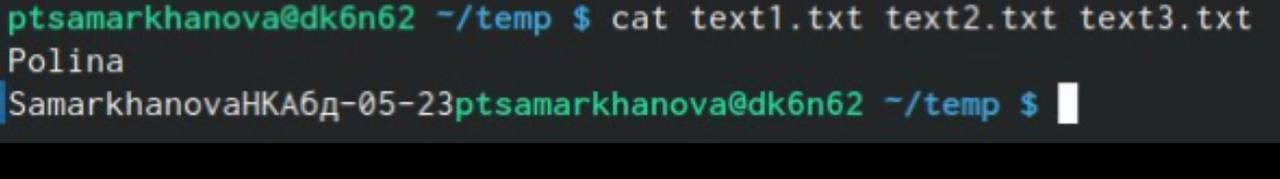 ptsamarkhanova@dk6n62 ~/temp $ cat text1.txt text2.txt text3.txt
Polina
SamarkhanovaНКАбд-05-23ptsamarkhanova@dk6n62 ~/temp $